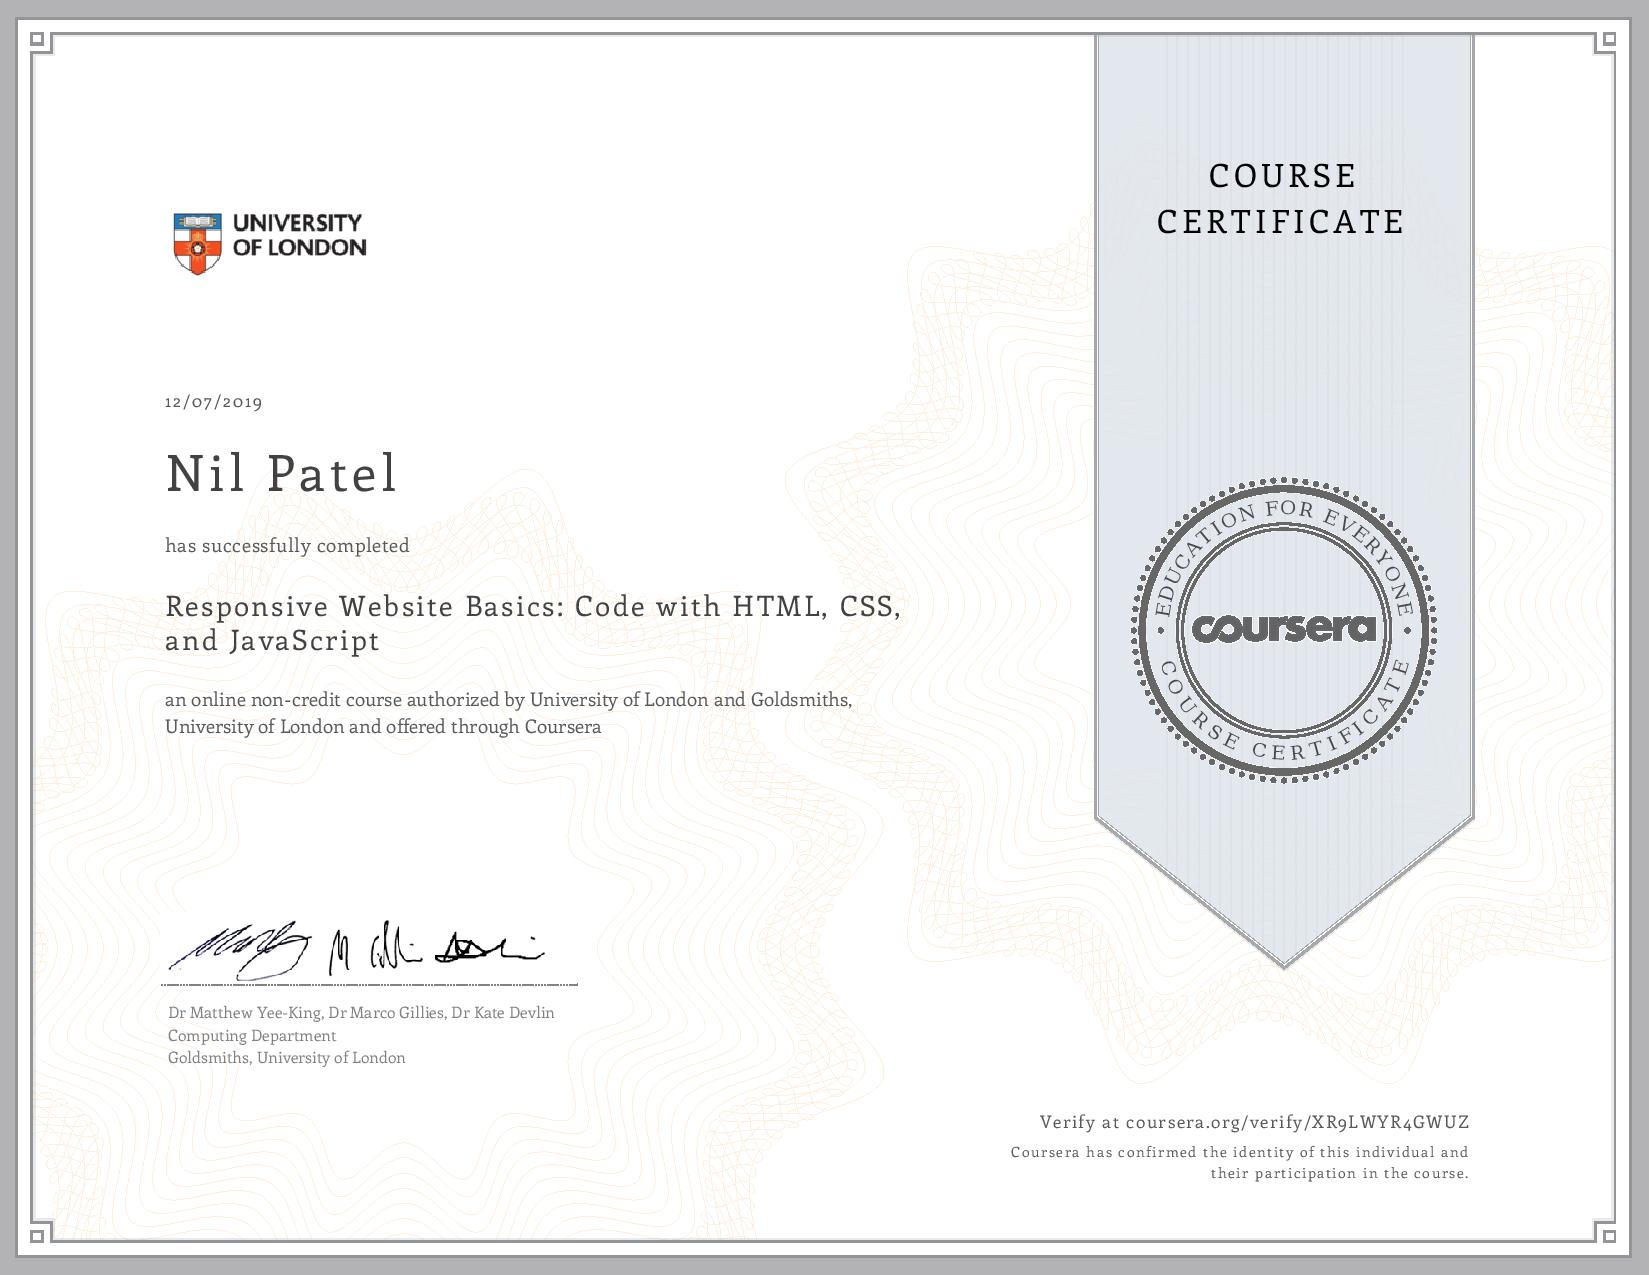 UNIVERSITY
OF LONDON
12/07/2019
Nil Patel
has successfully completed
Responsive Website Basics: Code with HTML, CSS,
and JavaScript
an online non-credit course authorized by University of London and Goldsmiths,
University of London and offered through Coursera
Dr Matthew Yee-King, Dr Marco Gillies, Dr Kate Devlin
Computing Department
Goldsmiths, University of London
COURSE
CERTIFICATE
EDUCATION FOR EVERYONE
coursera
COURSE CERTIFICATE
Verify at coursera.org/verify/XR9LWYR4GWUZ
Coursera has confirmed the identity of this individual and
their participation in the course.